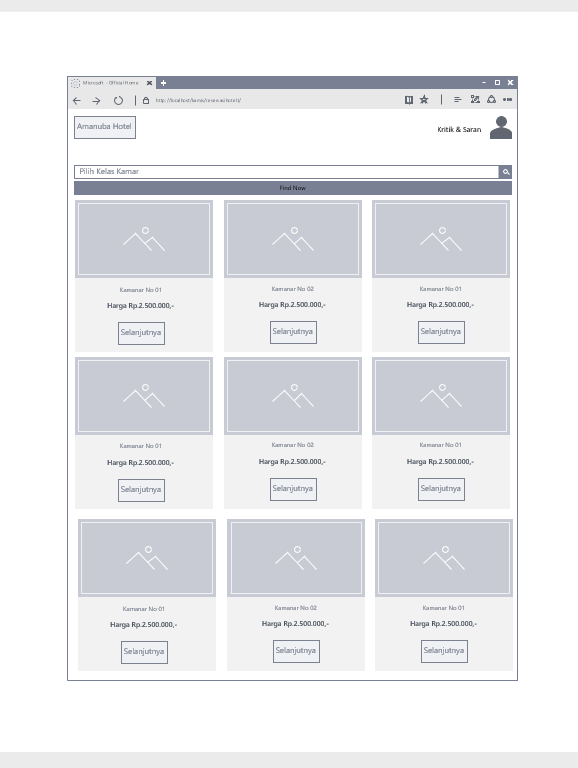 Microsoft - Official Home
http://localhost/kamis/reservasihotels/
Amanuba Hotel
Kritik & Saran
Pilih Kelas Kamar
Find Now
Kamanar No 01
Kamanar No 02
Kamanar No 01
Harga Rp.2.500.000,-
Harga Rp.2.500.000,-
Harga Rp.2.500.000,-
Selanjutnya
Selanjutnya
Selanjutnya
Kamanar No 01
Kamanar No 02
Kamanar No 01
Harga Rp.2.500.000,-
Harga Rp.2.500.000,-
Harga Rp.2.500.000,-
Selanjutnya
Selanjutnya
Selanjutnya
Kamanar No 01
Kamanar No 02
Kamanar No 01
Harga Rp.2.500.000,-
Harga Rp.2.500.000,-
Harga Rp.2.500.000,-
Selanjutnya
Selanjutnya
Selanjutnya